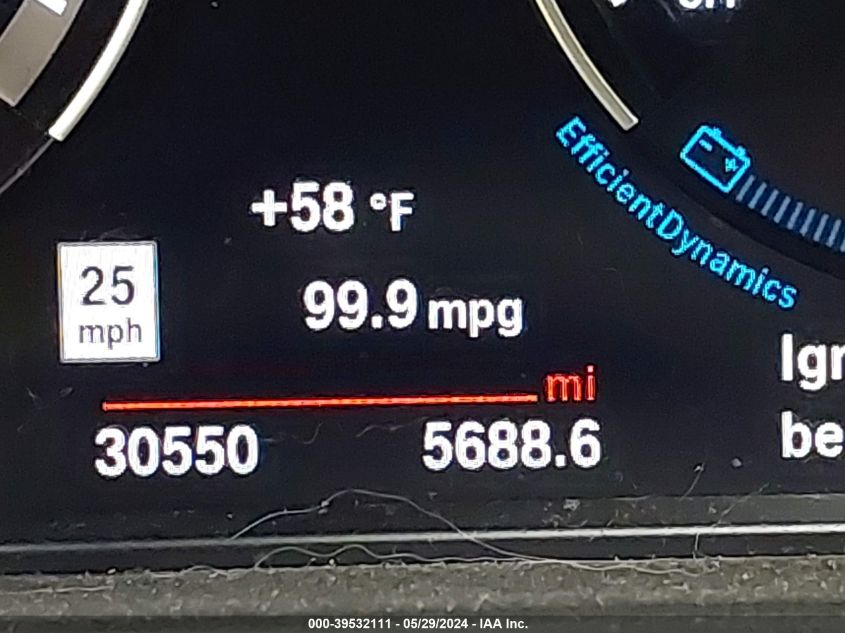 EfficientDynamics
+58 °F
25
mph
99.9 mpg
mi
30550 5688.6
000-39532111 - 05/29/2024 - IAA Inc.